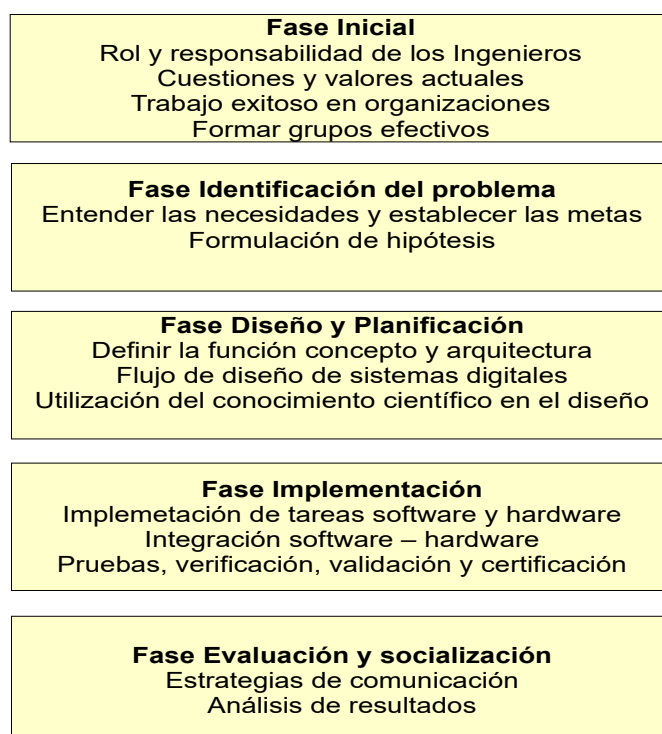 Fase Inicial
Rol y responsabilidad de los Ingenieros
Cuestiones y valores actuales
Trabajo exitoso en organizaciones
Formar grupos efectivos
Fase Identificación del problema
Entender las necesidades y establecer las metas
Formulación de hipótesis
Fase Diseño y Planificación
Definir la función concepto y arquitectura
Flujo de diseño de sistemas digitales
Utilización del conocimiento científico en el diseño
Fase Implementación
Implemetación de tareas software y hardware
Integración software – hardware
Pruebas, verificación, validación y certificación
Fase Evaluación y socialización
Estrategias de comunicación
Análisis de resultados